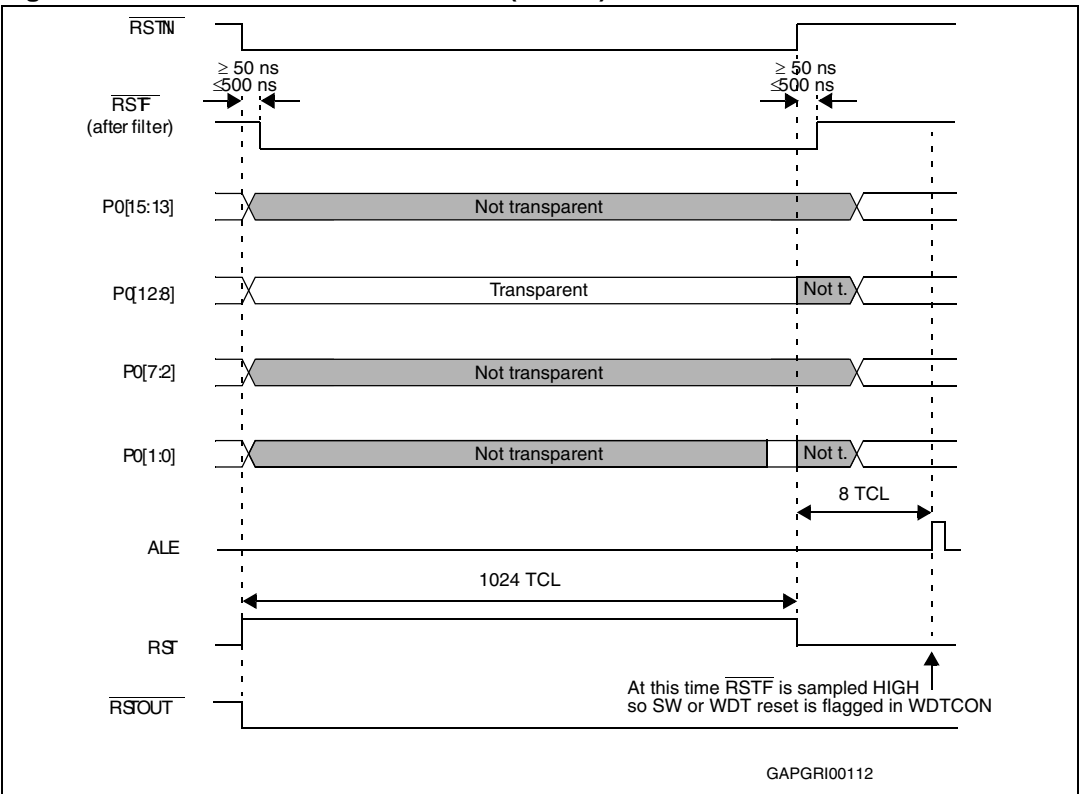 RSTIN
≥ 50 ns
≤500 ns
≥ 50 ns
≤500 ns
RSTF
(after filter)
P0[15:13]
Not transparent
P0[12:8]
Transparent
Not t.
P0[7:2]
Not transparent
P0[1:0]
Not transparent
Not t.
8 TCL
ALE
1024 TCL
RST
At this time RSTF is sampled HIGH
so SW or WDT reset is flagged in WDTCON
RSTOUT
GAPGRI00112